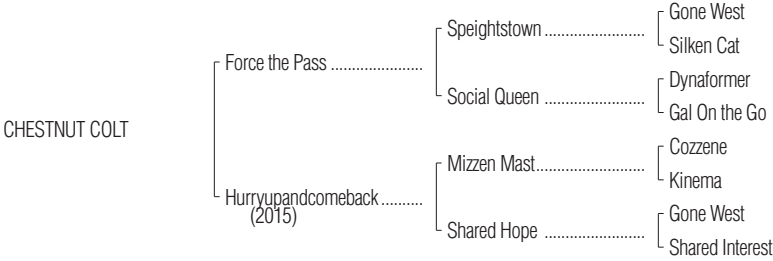 Gone West
Speightstown ........................
Silken Cat
Force the Pass ......................
Dynaformer
Social Queen ........................
Gal On the Go
CHESTNUT COLT
Cozzene
Mizzen Mast..........................
Kinema
Hurryupandcomeback ..........
(2015)
Gone West
Shared Hope ........................
Shared Interest